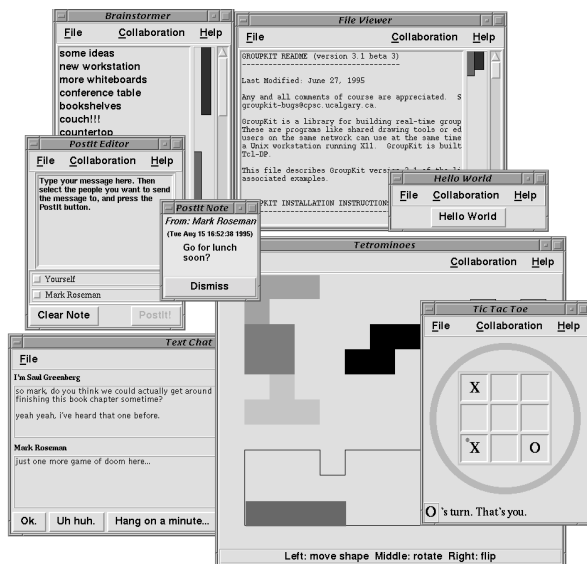 Brainstormer
File Collaboration Help
some ideas
new workstation
more whiteboards
conference table
bookshelves
couch!!!
countertop
File Viewer
File Collaboration Help
GROUPKIT README (version 3.1 beta 3)
Last Modified: June 27, 1995
Any and all comments of course are appreciated. S
groupkit-bugs@cpsc.ucalgary.ca.
GroupKit is a library for building real-time group
These are programs like shared drawing tools or ed
users on the same network can use at the same time
a Unix workstation running X11. GroupKit is built
Tcl-DP.
This file describes GroupKit
associated examples.
INSTALLATION INSTRUCTIONS
PostIt Editor
File Collaboration Help
Type your message here. Then
select the people you want to send
the message to, and press the
PostIt button.
Yourself
Mark Roseman
Clear Note PostIt!
PostIt Note
From: Mark Roseman
(Tue Aug 15 16:52:38 1995)
Go for lunch
soon?
Dismiss
Hello World
File Collaboration Help
Hello World
Tetrominoes
Collaboration Help
Left: move shape Middle: rotate Right: flip
Tic Tac Toe
File Collaboration Help
X
X O
O 's turn. That's you.
Text Chat
File
I'm Saul Greenberg
so mark, do you think we could actually get around
finishing this book chapter sometime?
yeah yeah, i've heard that one before.
Mark Roseman
just one more game of doom here...
Ok. Uh huh. Hang on a minute...